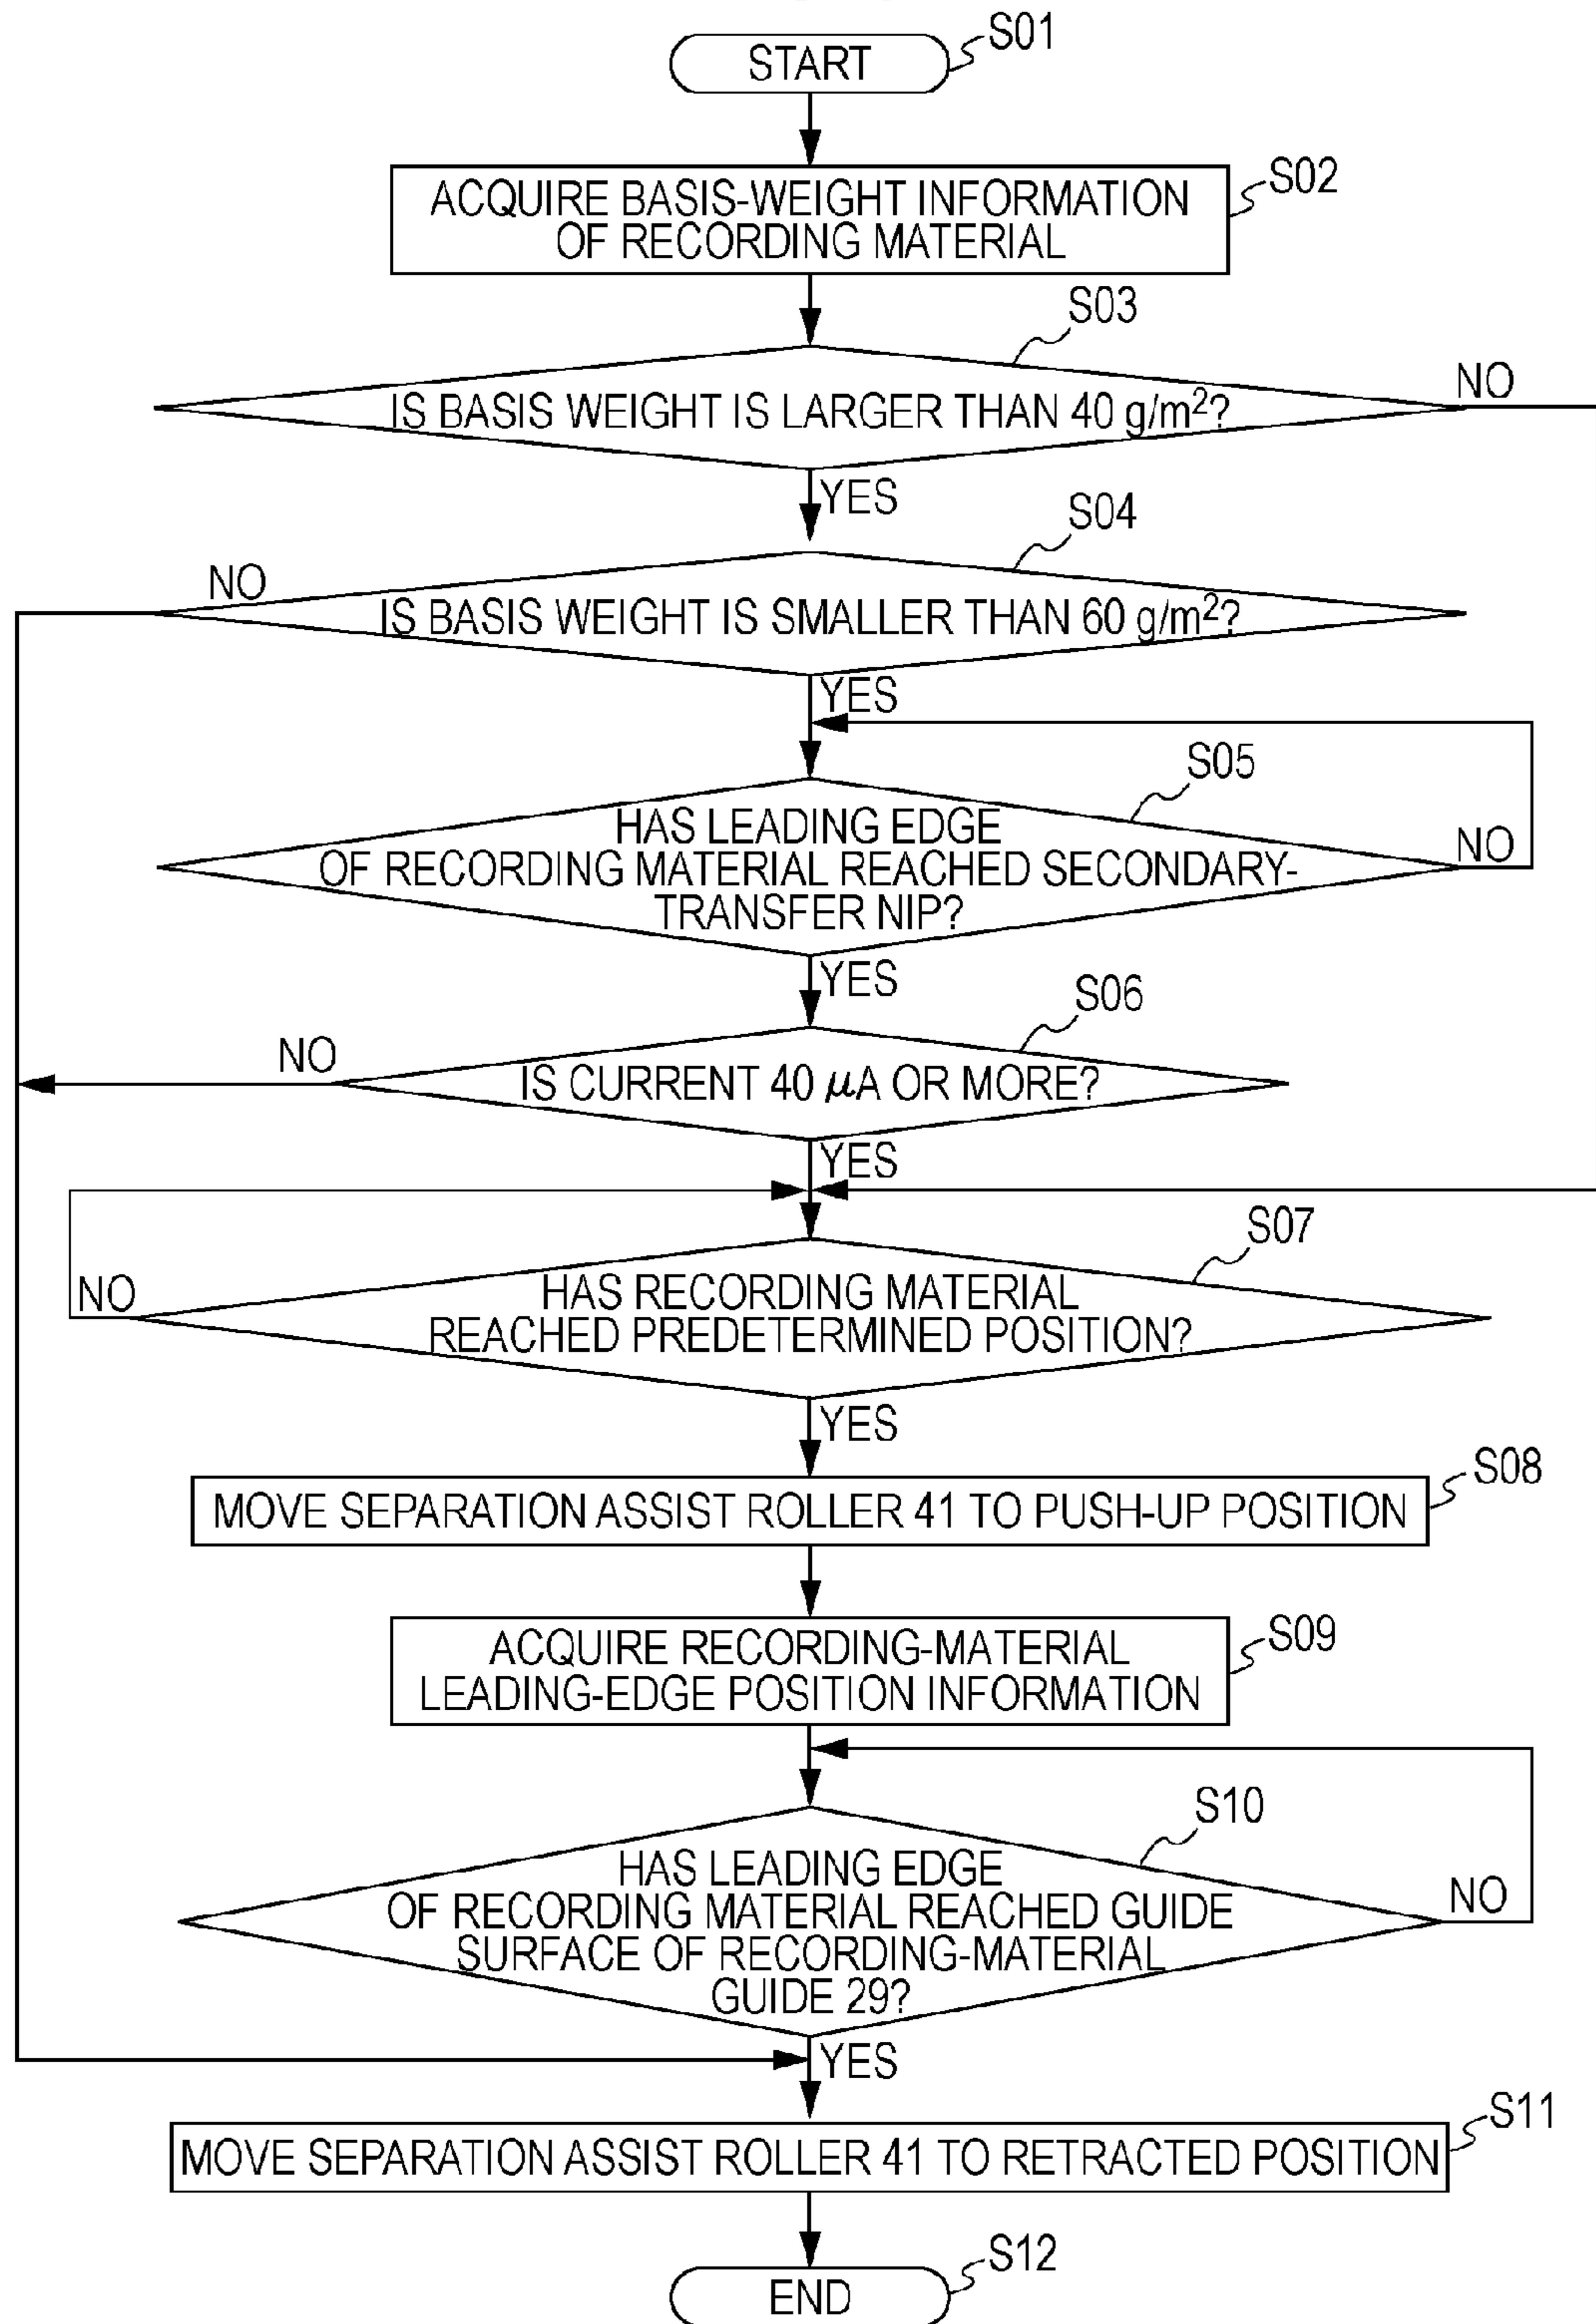 START
S01
S02
ACQUIRE BASIS-WEIGHT INFORMATION
OF RECORDING MATERIAL
S03
NO
IS BASIS WEIGHT IS LARGER THAN 40 g/m²?
YES
S04
NO
IS BASIS WEIGHT IS SMALLER THAN 60 g/m²?
YES
S05
HAS LEADING EDGE
OF RECORDING MATERIAL REACHED SECONDARY-
TRANSFER NIP?
NO
YES
S06
NO
IS CURRENT 40 μA OR MORE?
YES
S07
NO
HAS RECORDING MATERIAL
REACHED PREDETERMINED POSITION?
YES
S08
MOVE SEPARATION ASSIST ROLLER 41 TO PUSH-UP POSITION
S09
ACQUIRE RECORDING-MATERIAL
LEADING-EDGE POSITION INFORMATION
S10
HAS LEADING EDGE
OF RECORDING MATERIAL REACHED GUIDE
SURFACE OF RECORDING-MATERIAL
GUIDE 29?
NO
YES
S11
MOVE SEPARATION ASSIST ROLLER 41 TO RETRACTED POSITION
S12
END